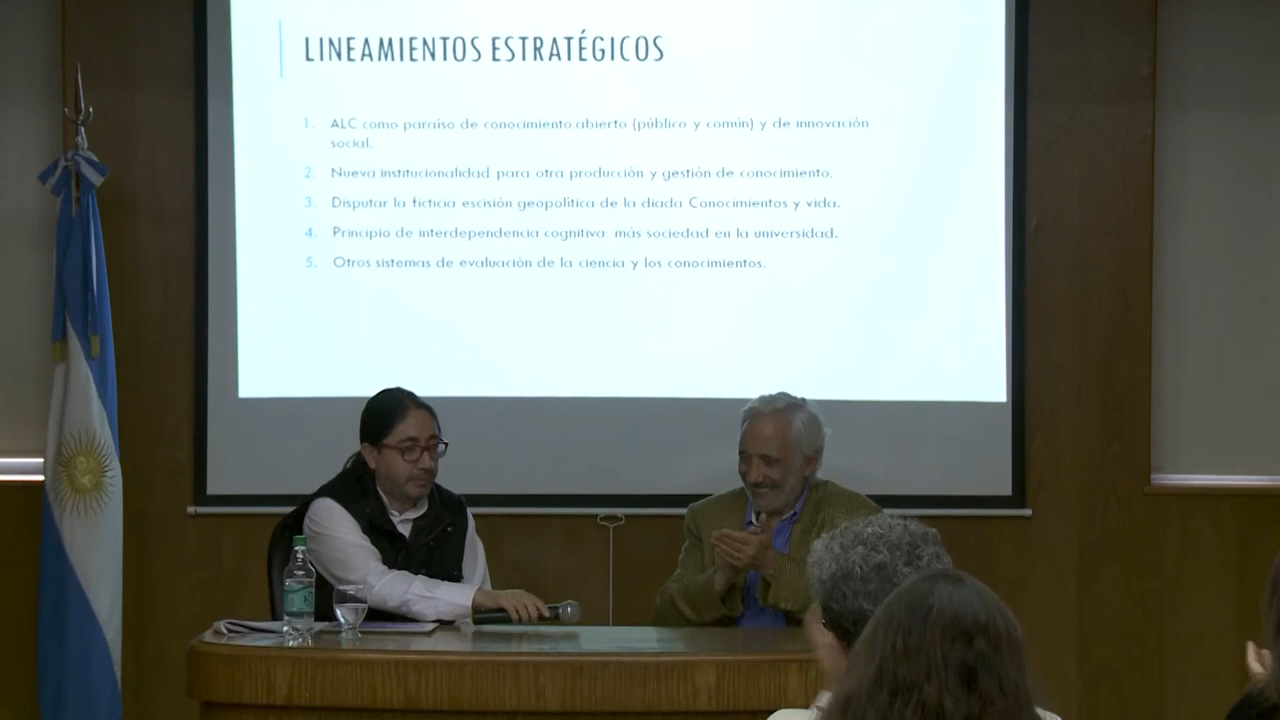 LINEAMIENTOS ESTRATÉGICOS
1. ALC como paraíso de conocimiento abierto (público y común) y de innovación
social.
2. Nueva institucionalidad para otra producción y gestión de conocimiento.
3. Disputar la ficticia escisión geopolítica de la diada Conocimientos y vida.
4. Principio de interdependencia cognitiva: más sociedad en la universidad.
5. Otros sistemas de evaluación de la ciencia y los conocimientos.